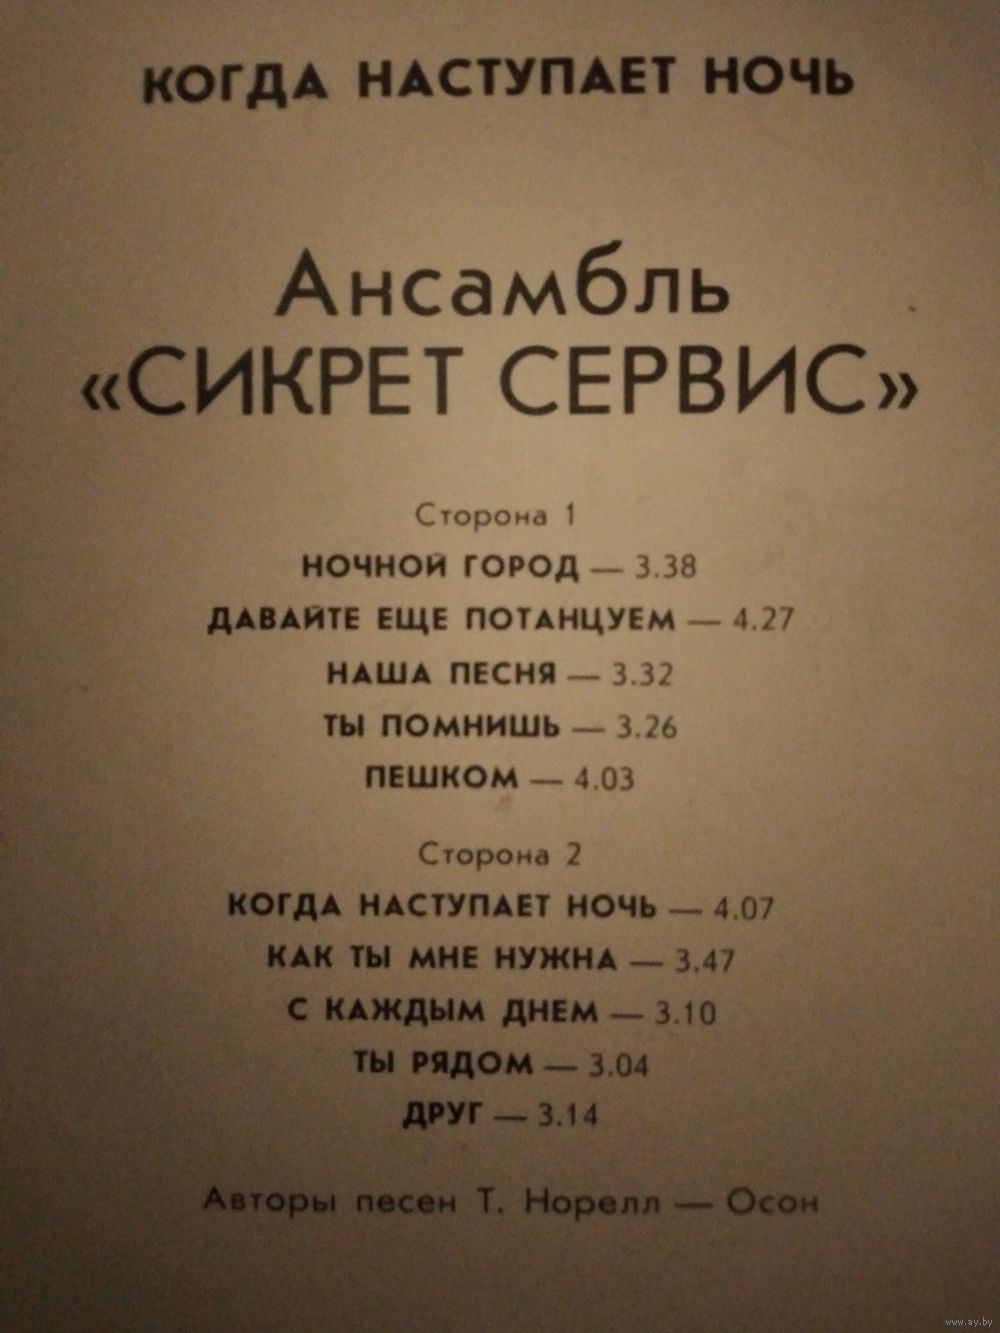 КОГДА НАСТУПАЕТ НОЧЬ
Ансамбль
«СИКРЕТ СЕРВИС»
Сторона 1
НОЧНОЙ ГОРОД — 3.38
ДАВАЙТЕ ЕЩЕ ПОТАНЦУЕМ — 4.27
НАША ПЕСНЯ — 3.32
ТЫ ПОМНИШЬ — 3.26
ПЕШКОМ — 4.03
Сторона 2
КОГДА НАСТУПАЕТ НОЧЬ — 4.07
КАК ТЫ МНЕ НУЖНА — 3.47
С КАЖДЫМ ДНЕМ — 3.10
ТЫ РЯДОМ — 3.04
ДРУГ — 3.14
Авторы песен Т. Норелл — Осон
www.ay.by